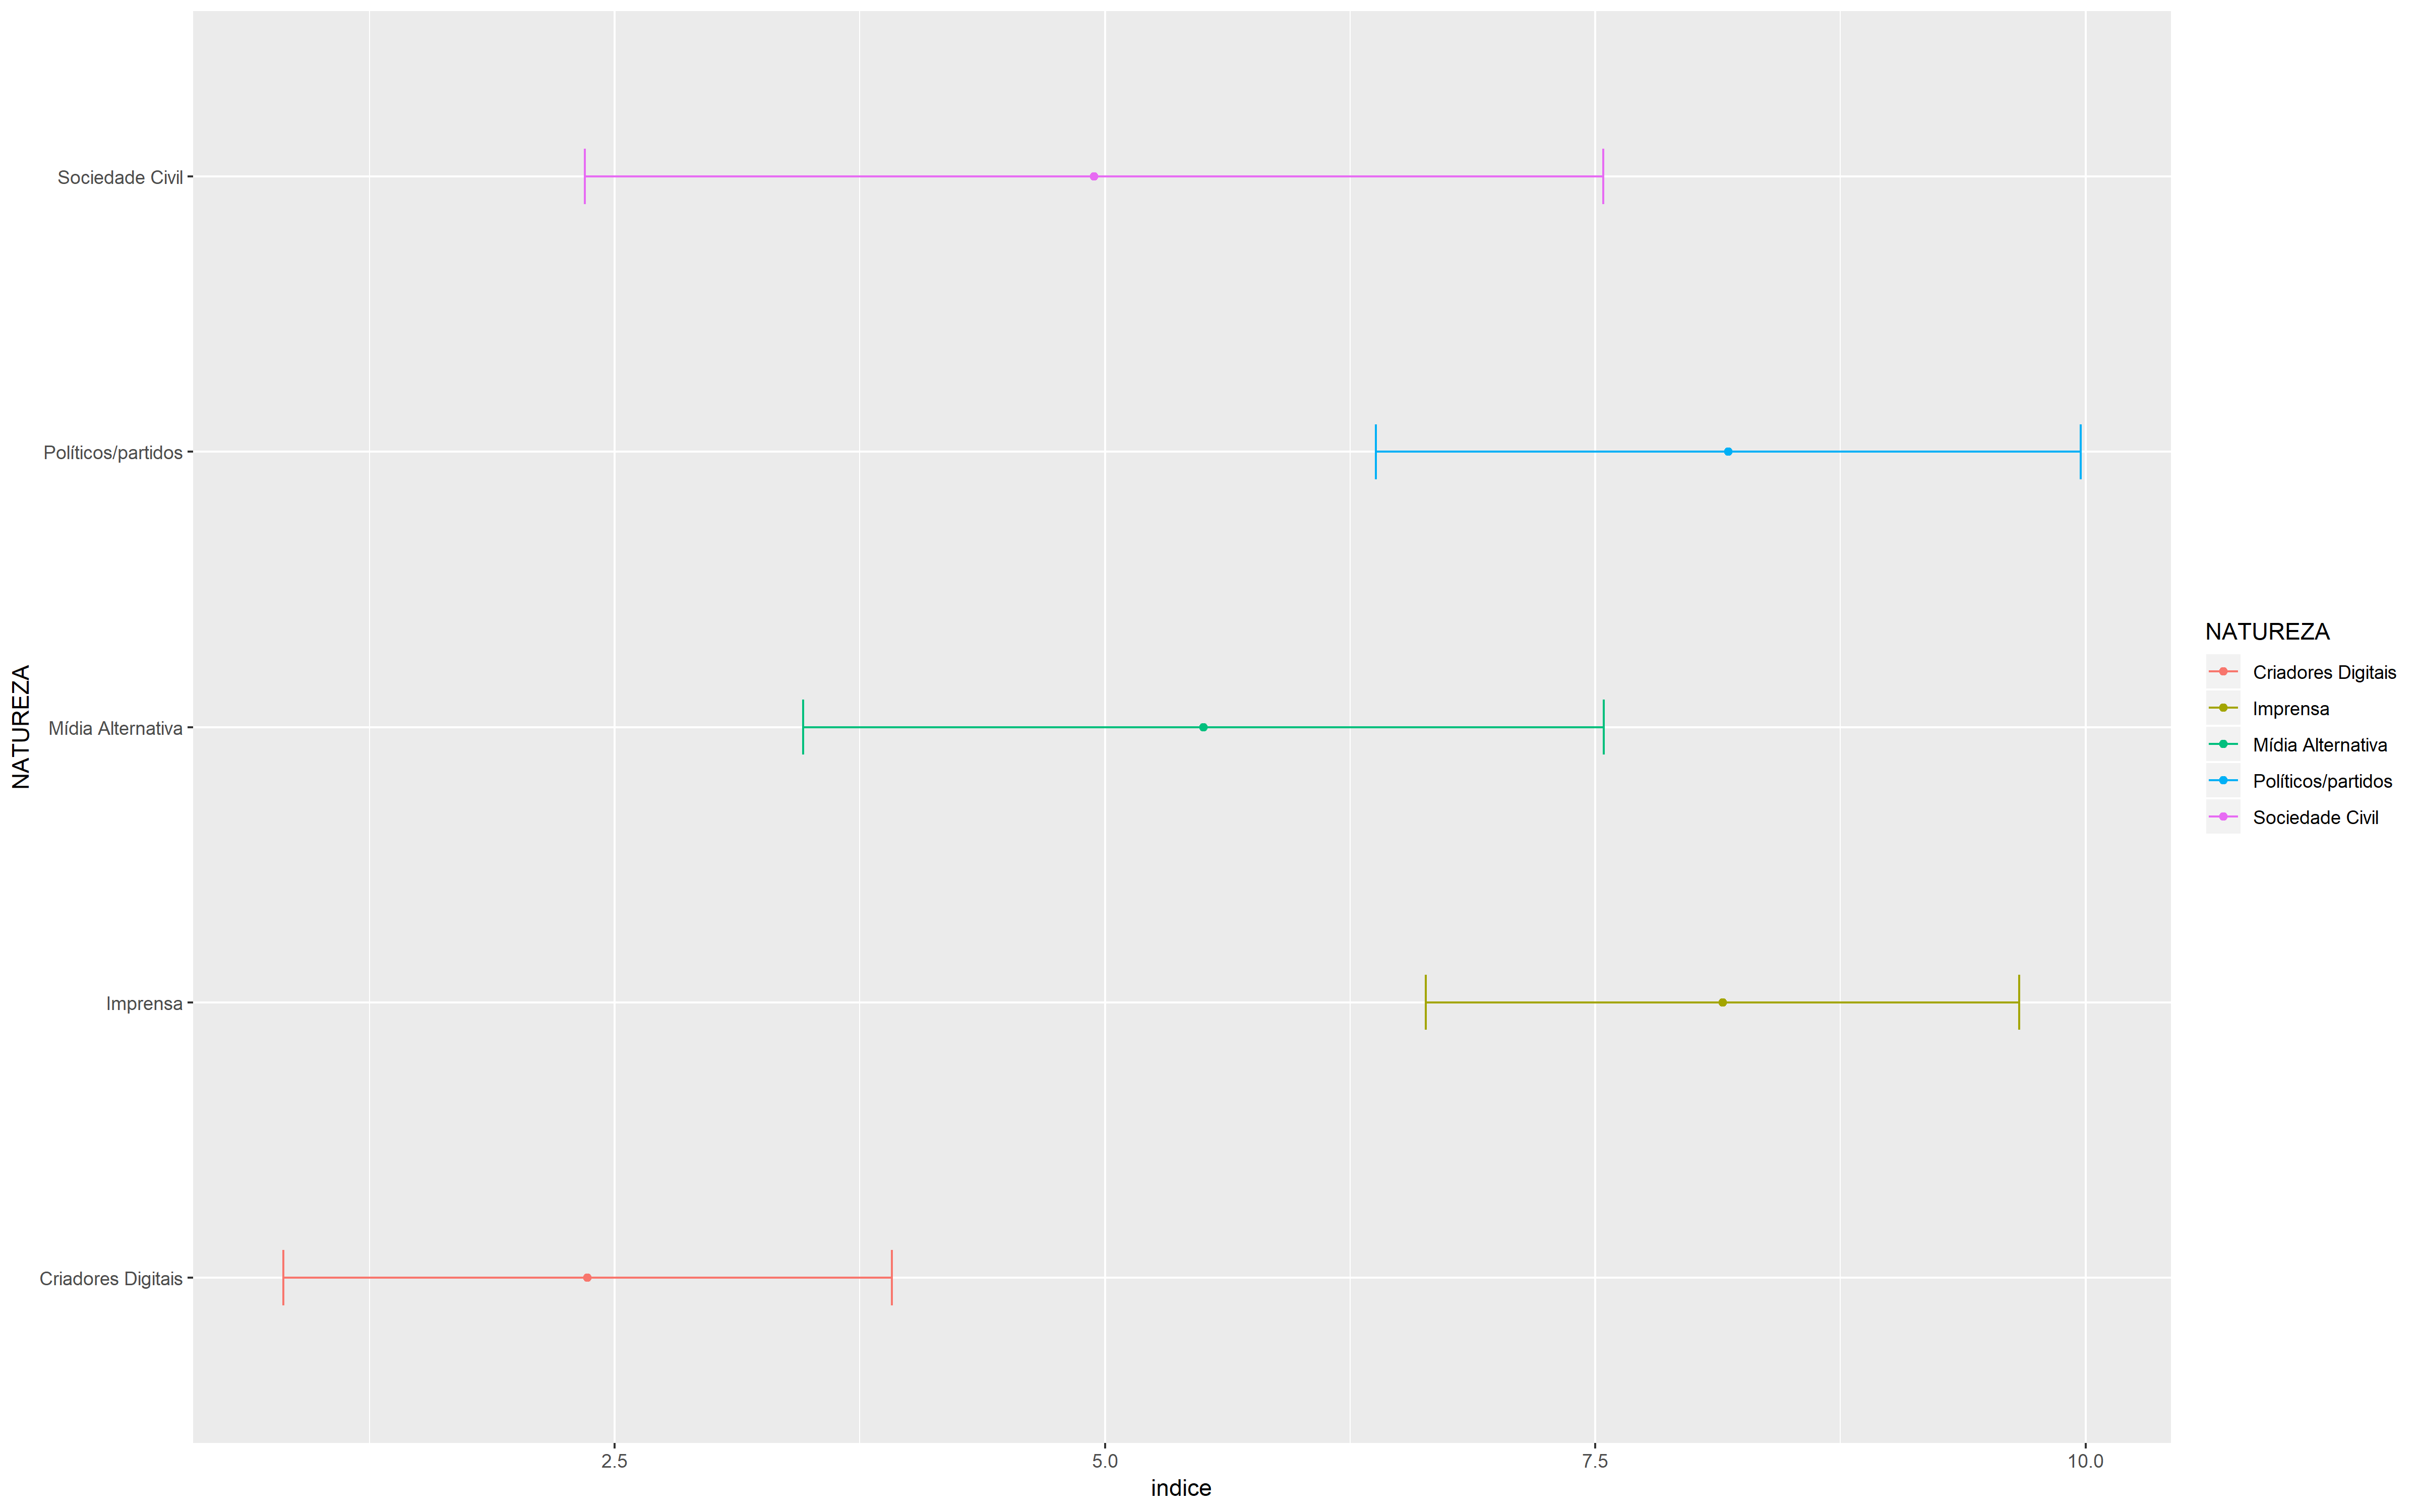 Sociedade Civil
Políticos/partidos
Mídia Alternativa
Imprensa
Criadores Digitais
NATUREZA
2.5 5.0 7.5 10.0
indice
NATUREZA
Criadores Digitais
Imprensa
Mídia Alternativa
Políticos/partidos
Sociedade Civil